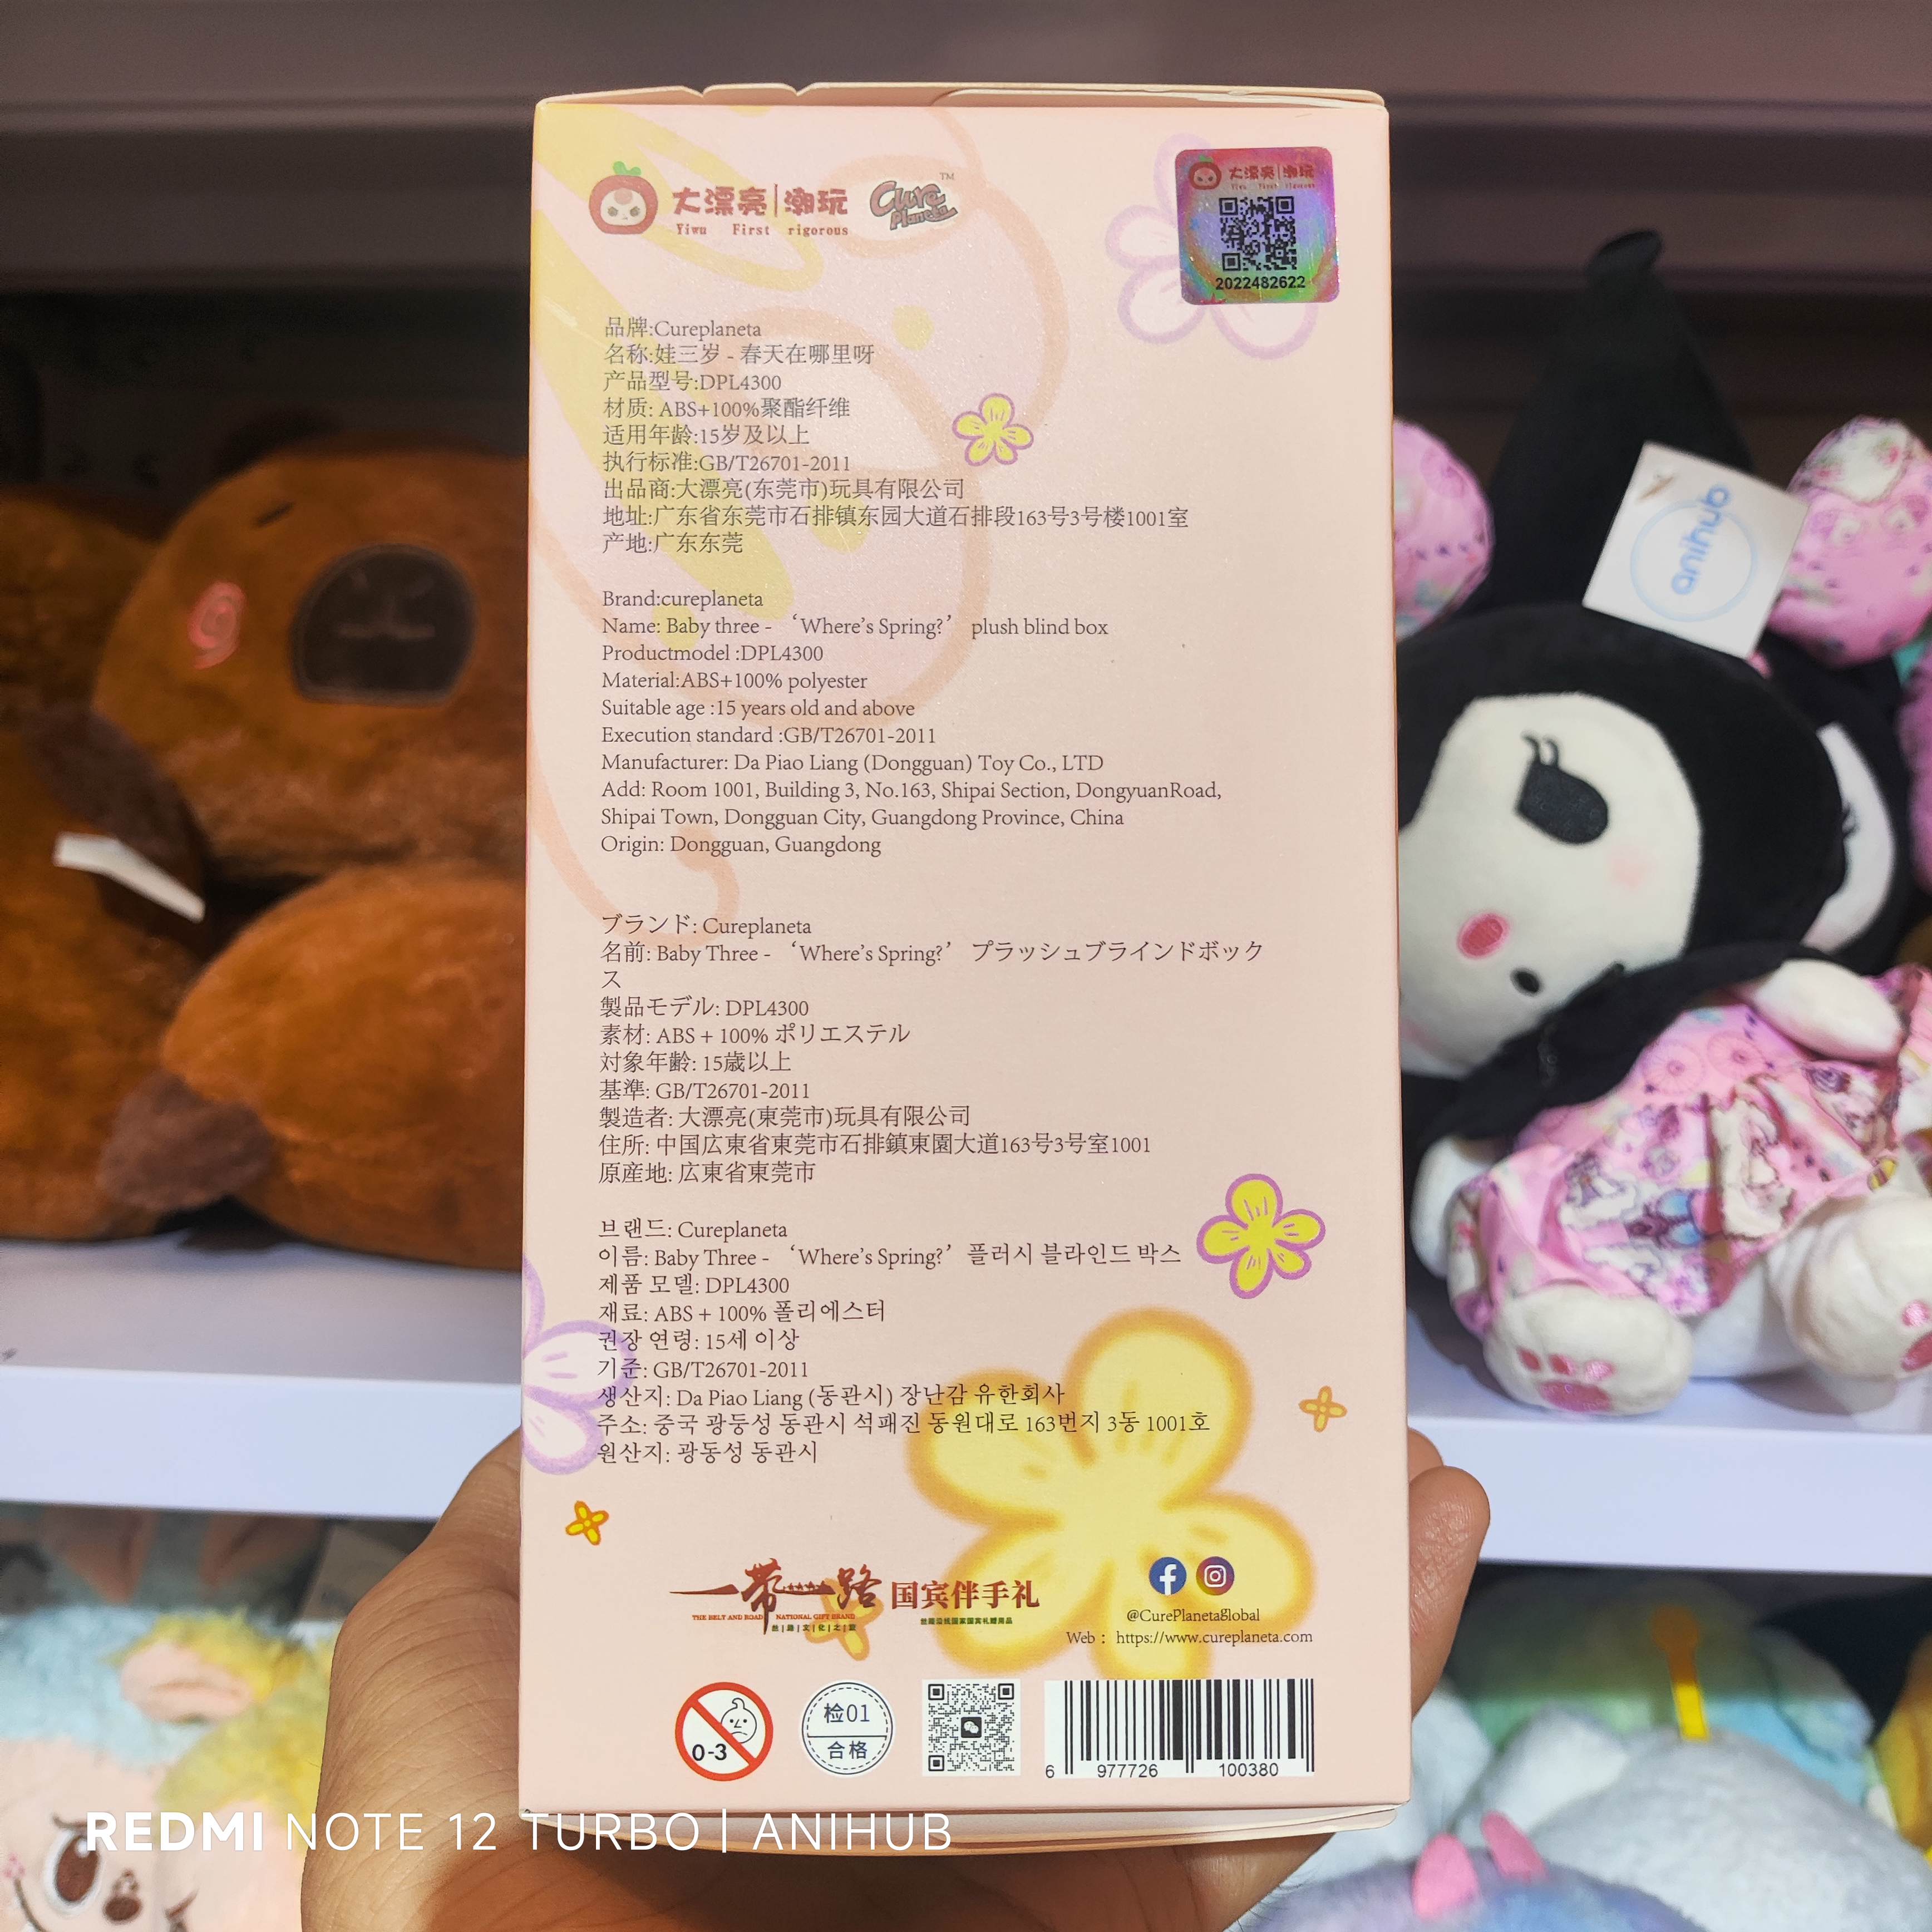 大漂亮|潮玩
Yiwu First rigorous
Cure Planeta™
大漂亮|潮玩
Yiwu First rigorous
2022482622
品牌:Cureplaneta
名称:娃三岁 - 春天在哪里呀
产品型号:DPL4300
材质: ABS+100%聚酯纤维
适用年龄:15岁及以上
执行标准:GB/T26701-2011
出品商:大漂亮(东莞市)玩具有限公司
地址:广东省东莞市石排镇东园大道石排段163号3号楼1001室
产地:广东东莞
Brand:cureplaneta
Name: Baby three - ‘Where’s Spring?’ plush blind box
Productmodel :DPL4300
Material:ABS+100% polyester
Suitable age :15 years old and above
Execution standard :GB/T26701-2011
Manufacturer: Da Piao Liang (Dongguan) Toy Co., LTD
Add: Room 1001, Building 3, No.163, Shipai Section, DongyuanRoad,
Shipai Town, Dongguan City, Guangdong Province, China
Origin: Dongguan, Guangdong
ブランド: Cureplaneta
名前: Baby Three - ‘Where’s Spring?’ プラッシュブラインドボック
ス
製品モデル: DPL4300
素材: ABS + 100% ポリエステル
対象年齢: 15歳以上
基準: GB/T26701-2011
製造者: 大漂亮(東莞市)玩具有限公司
住所: 中国広東省東莞市石排鎮東園大道163号3号室1001
原産地: 広東省東莞市
브랜드: Cureplaneta
이름: Baby Three - ‘Where’s Spring?’ 플러시 블라인드 박스
제품 모델: DPL4300
재료: ABS + 100% 폴리에스터
권장 연령: 15세 이상
기준: GB/T26701-2011
생산지: Da Piao Liang (동관시) 장난감 유한회사
주소: 중국 광둥성 동관시 석패진 동원대로 163번지 3동 1001호
원산지: 광동성 동관시
一带一路 国宾伴手礼
THE BELT AND ROAD NATIONAL GIFT BRAND
丝|路|文|化|之|旅
@CurePlanetaGlobal
Web : https://www.cureplaneta.com
0-3
检01
合格
6 977726 100380
anihub
REDMI NOTE 12 TURBO | ANIHUB